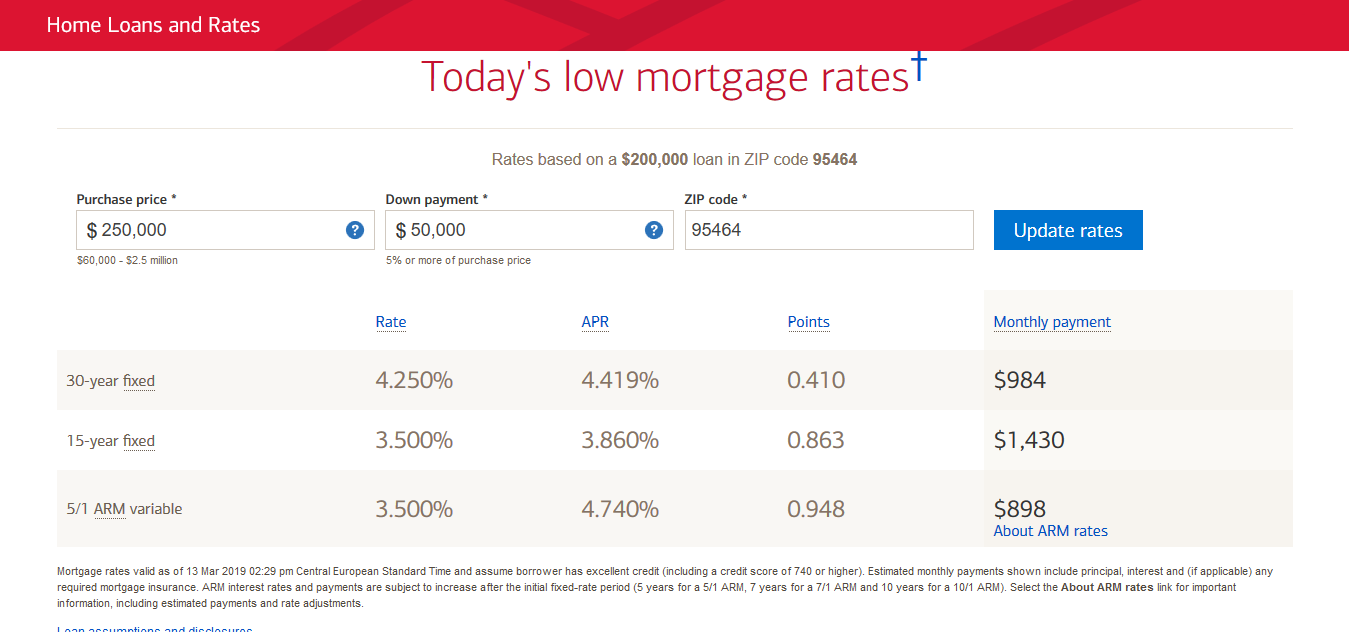 Home Loans and Rates
Today's low mortgage rates†
Rates based on a $200,000 loan in ZIP code 95464
Purchase price * Down payment * ZIP code *
$ 250,000 ? $ 50,000 ? 95464 Update rates
$60,000 - $2.5 million 5% or more of purchase price
Rate APR Points Monthly payment
30-year fixed 4.250% 4.419% 0.410 $984
15-year fixed 3.500% 3.860% 0.863 $1,430
5/1 ARM variable 3.500% 4.740% 0.948 $898
About ARM rates
Mortgage rates valid as of 13 Mar 2019 02:29 pm Central European Standard Time and assume borrower has excellent credit (including a credit score of 740 or higher). Estimated monthly payments shown include principal, interest and (if applicable) any
required mortgage insurance. ARM interest rates and payments are subject to increase after the initial fixed-rate period (5 years for a 5/1 ARM, 7 years for a 7/1 ARM and 10 years for a 10/1 ARM). Select the About ARM rates link for important
information, including estimated payments and rate adjustments.
Loan assumptions and disclosures